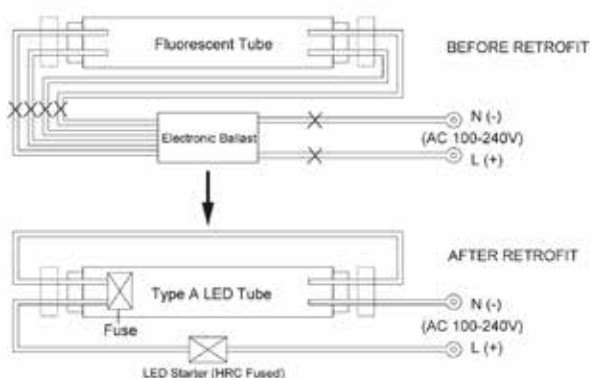 Fluorescent Tube
BEFORE RETROFIT
Electronic Ballast
N (-)
(AC 100-240V)
L (+)
AFTER RETROFIT
Type A LED Tube
Fuse
N (-)
(AC 100-240V)
L (+)
LED Starter (HRC Fused)